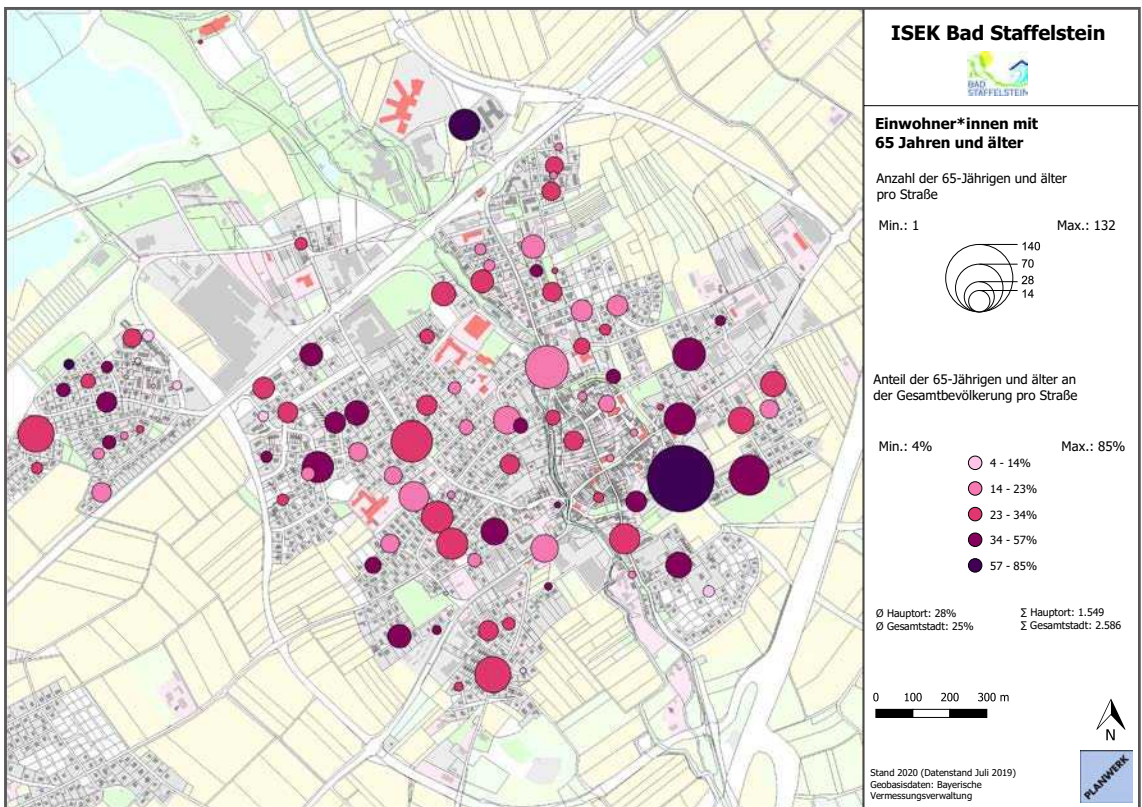 ISEK Bad Staffelstein
BAD
STAFFELSTEIN
Einwohner*innen mit
65 Jahren und älter
Anzahl der 65-Jährigen und älter
pro Straße
Min.: 1 Max.: 132
140
70
28
14
Anteil der 65-Jährigen und älter an
der Gesamtbevölkerung pro Straße
Min.: 4% Max.: 85%
4 - 14%
14 - 23%
23 - 34%
34 - 57%
57 - 85%
Ø Hauptort: 28% Σ Hauptort: 1.549
Ø Gesamtstadt: 25% Σ Gesamtstadt: 2.586
0 100 200 300 m
N
Stand 2020 (Datenstand Juli 2019)
Geobasisdaten: Bayerische
Vermessungsverwaltung
PLANWERK